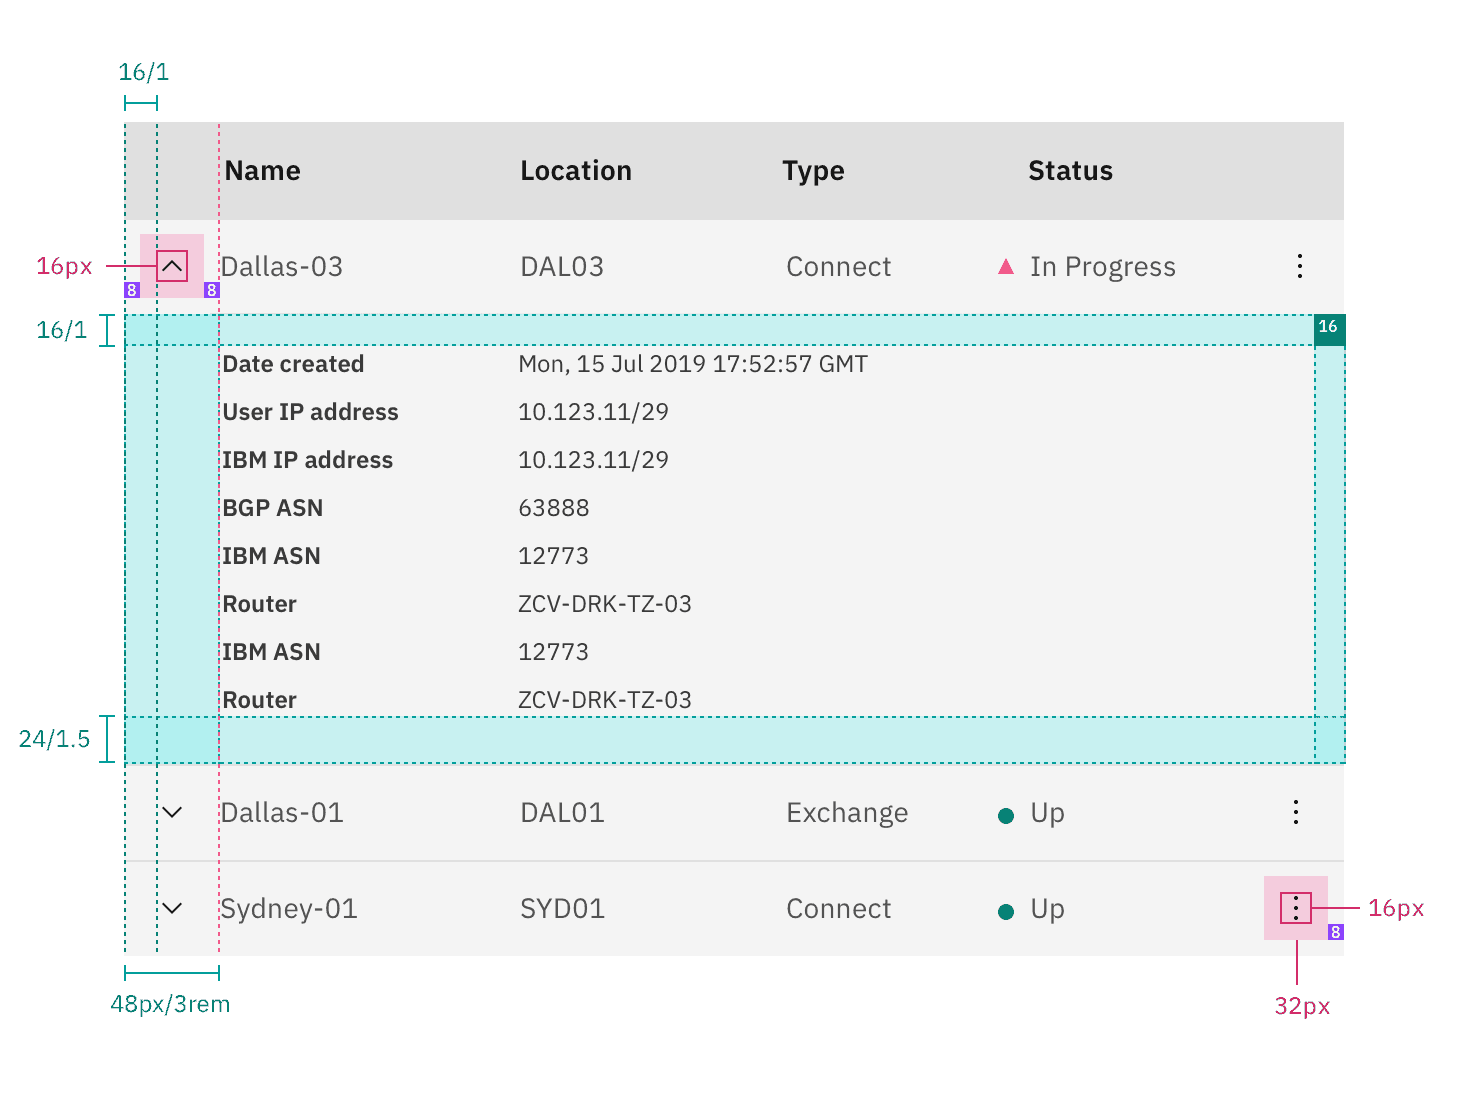 16/1
Name Location Type Status
16px Dallas-03 DAL03 Connect In Progress
8 8
16/1 16
Date created Mon, 15 Jul 2019 17:52:57 GMT
User IP address 10.123.11/29
IBM IP address 10.123.11/29
BGP ASN 63888
IBM ASN 12773
Router ZCV-DRK-TZ-03
IBM ASN 12773
Router ZCV-DRK-TZ-03
24/1.5
Dallas-01 DAL01 Exchange Up
Sydney-01 SYD01 Connect Up 16px
8
48px/3rem 32px